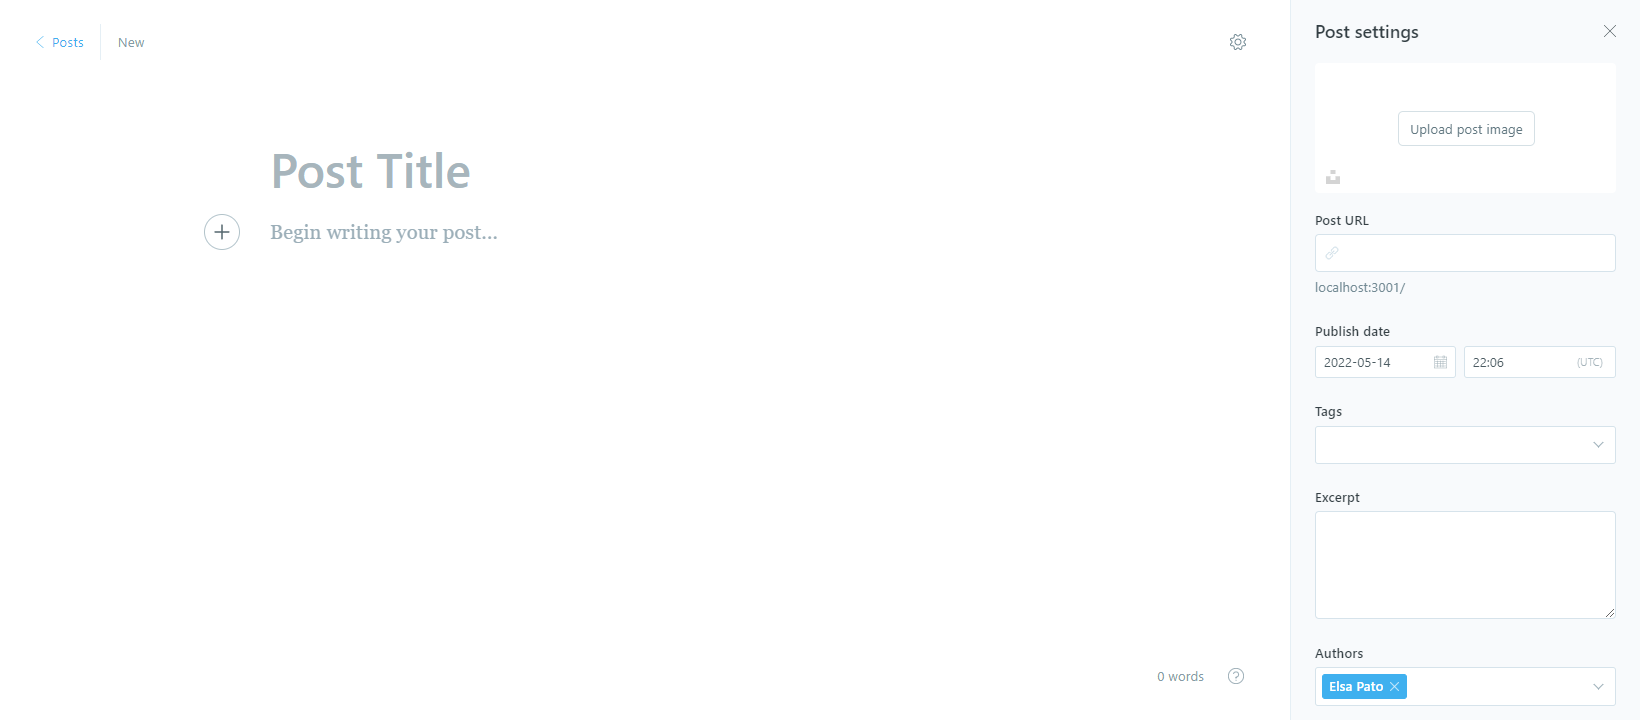 Posts
New
Post Title
Begin writing your post...
0 words
Post settings
Upload post image
Post URL
localhost:3001/
Publish date
2022-05-14
22:06 (UTC)
Tags
Excerpt
Authors
Elsa Pato